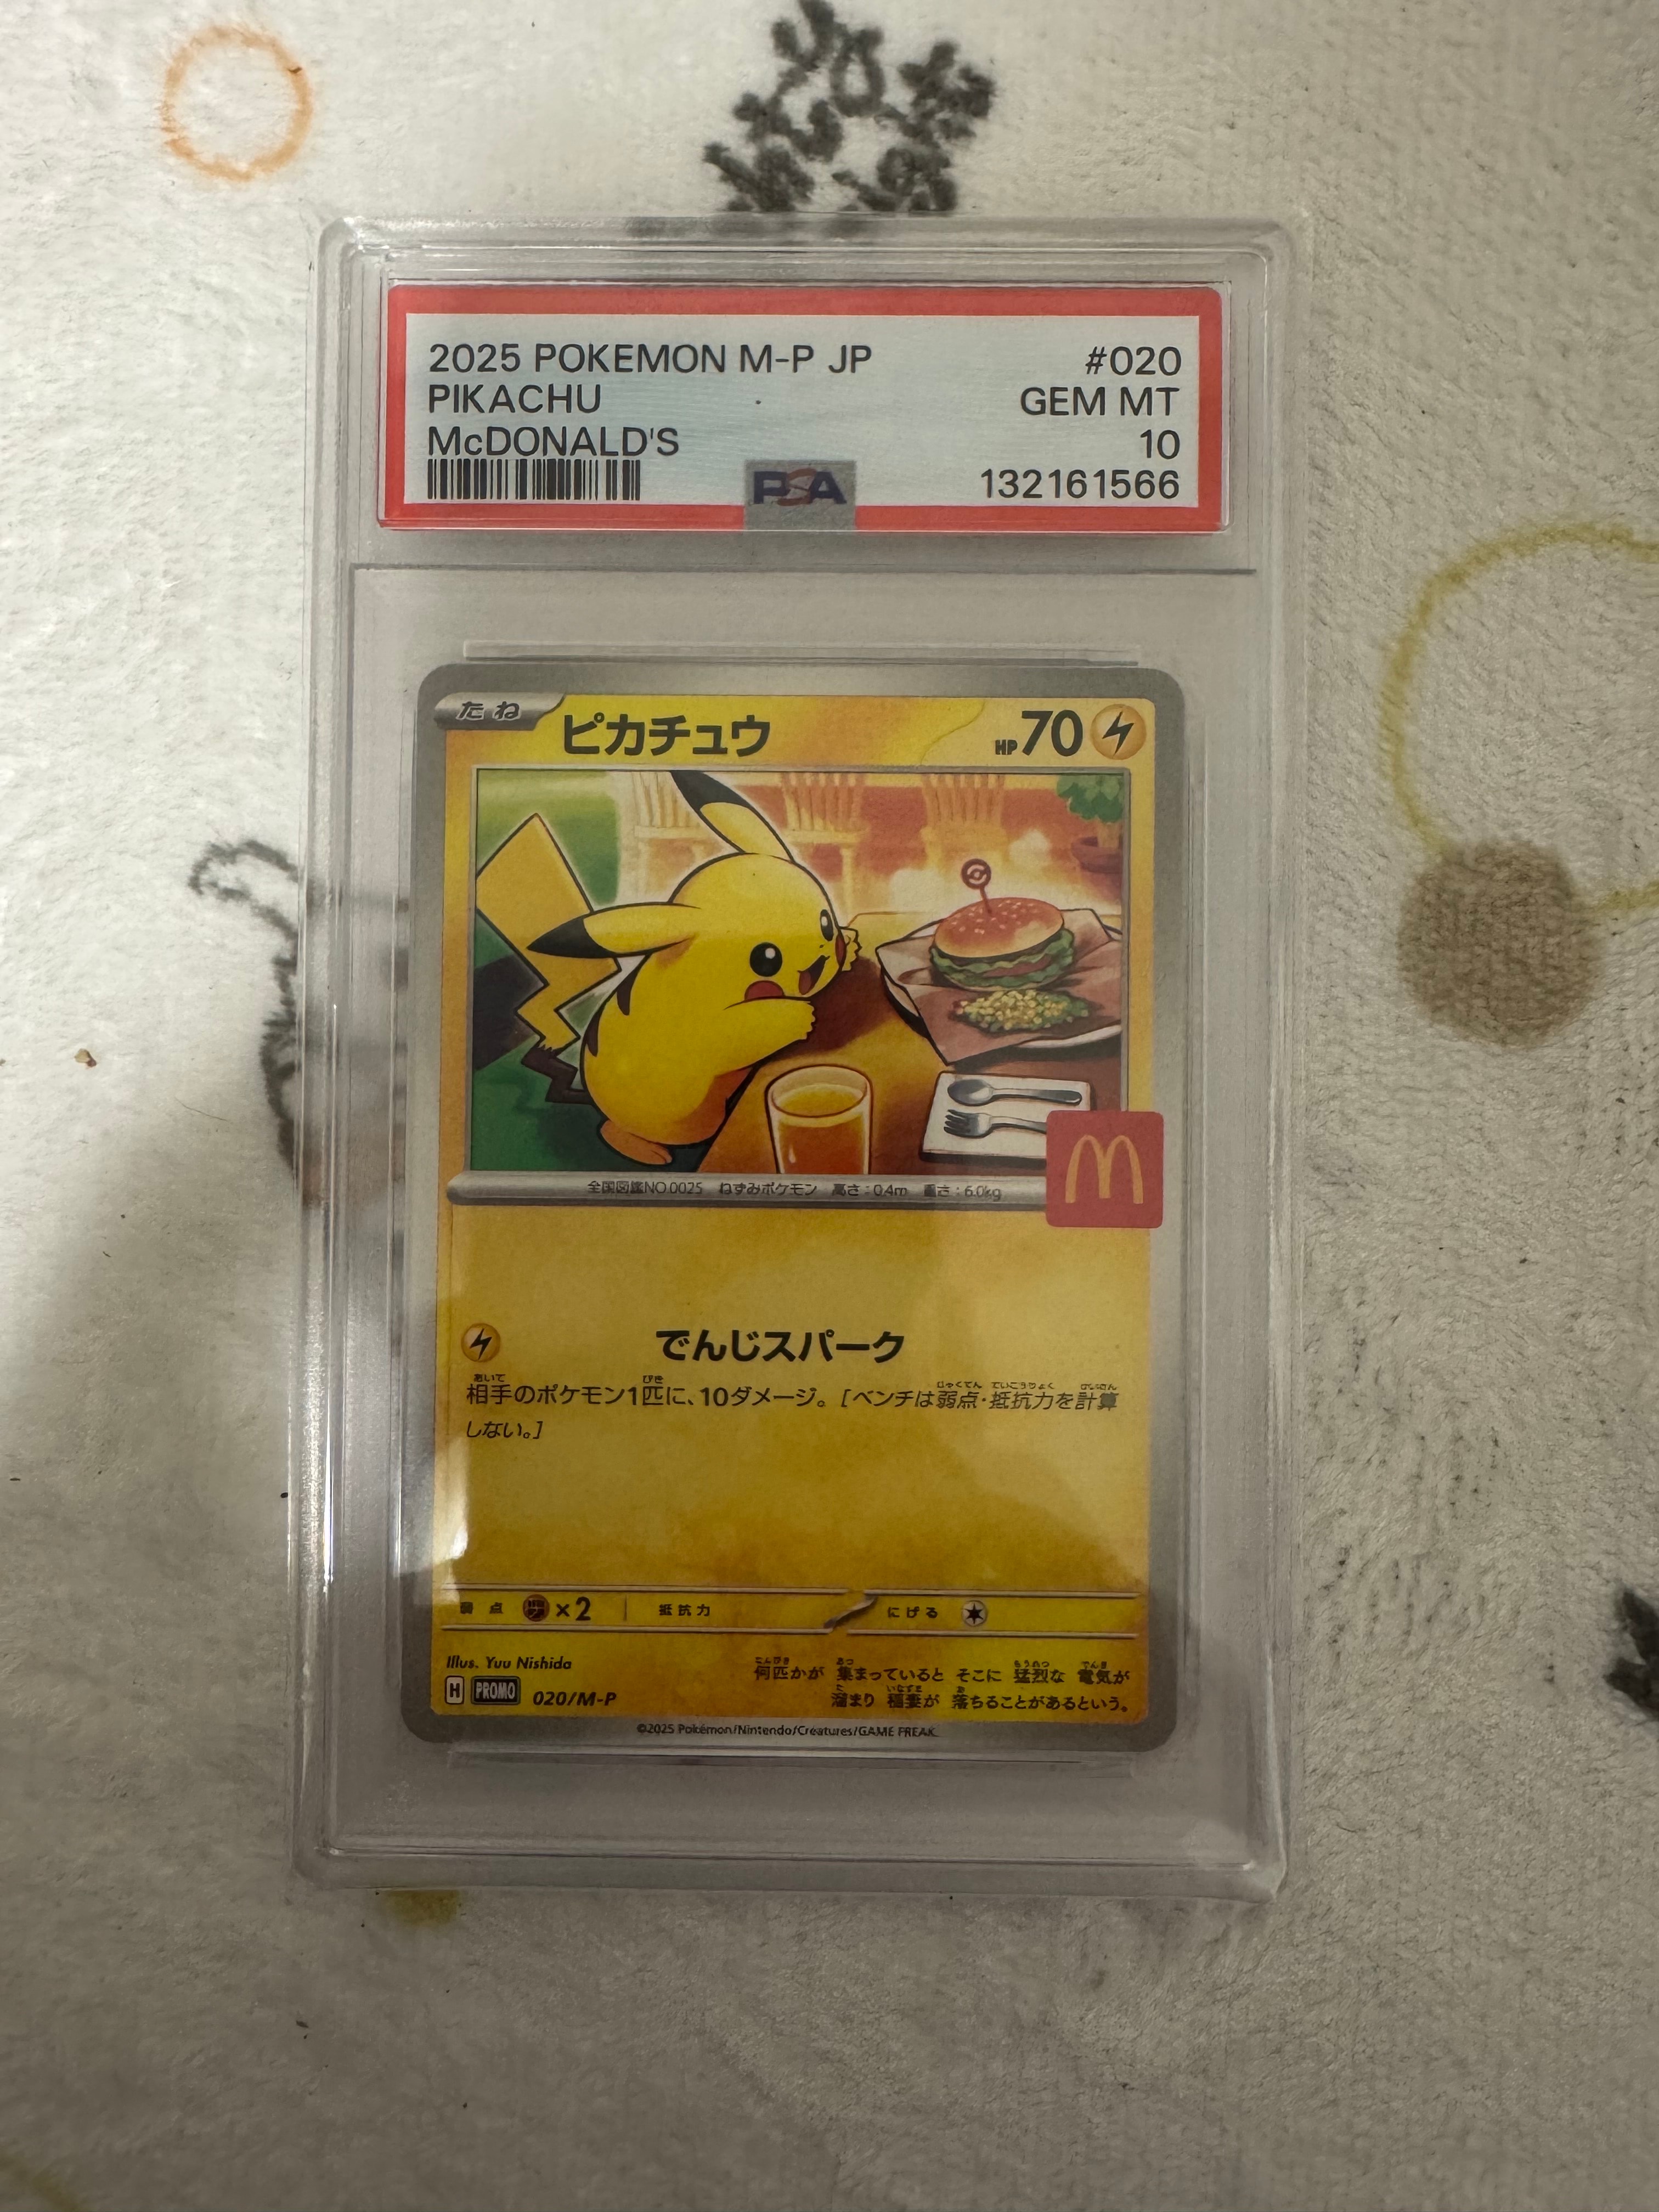 2025 POKEMON M-P JP #020
PIKACHU GEM MT
McDONALD'S 10
PSA 132161566
たね ピカチュウ HP70
全国図鑑NO.0025 ねずみポケモン 高さ:0.4m 重さ:6.0kg
でんじスパーク
相手のポケモン1匹に、10ダメージ。[ベンチは弱点・抵抗力を計算
しない。]
弱点 ×2 抵抗力 にげる
Illus. Yuu Nishida
何匹かが 集まっていると そこに 猛烈な 電気が
溜まり 稲妻が 落ちることがあるという。
H PROMO 020/M-P
©2025 Pokémon/Nintendo/Creatures/GAME FREAK.